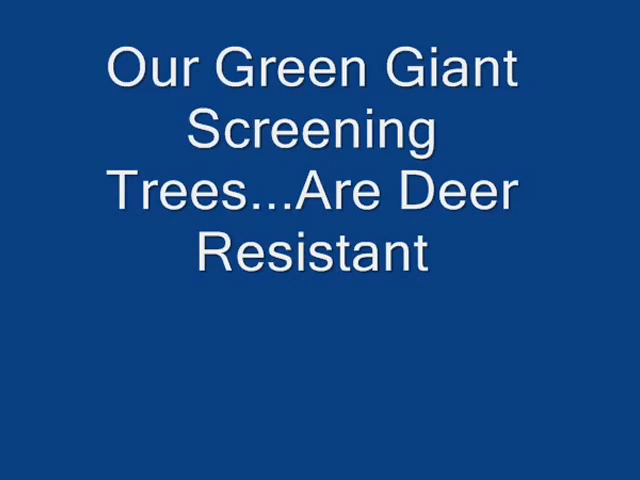 Our Green Giant
Screening
Trees...Are Deer
Resistant